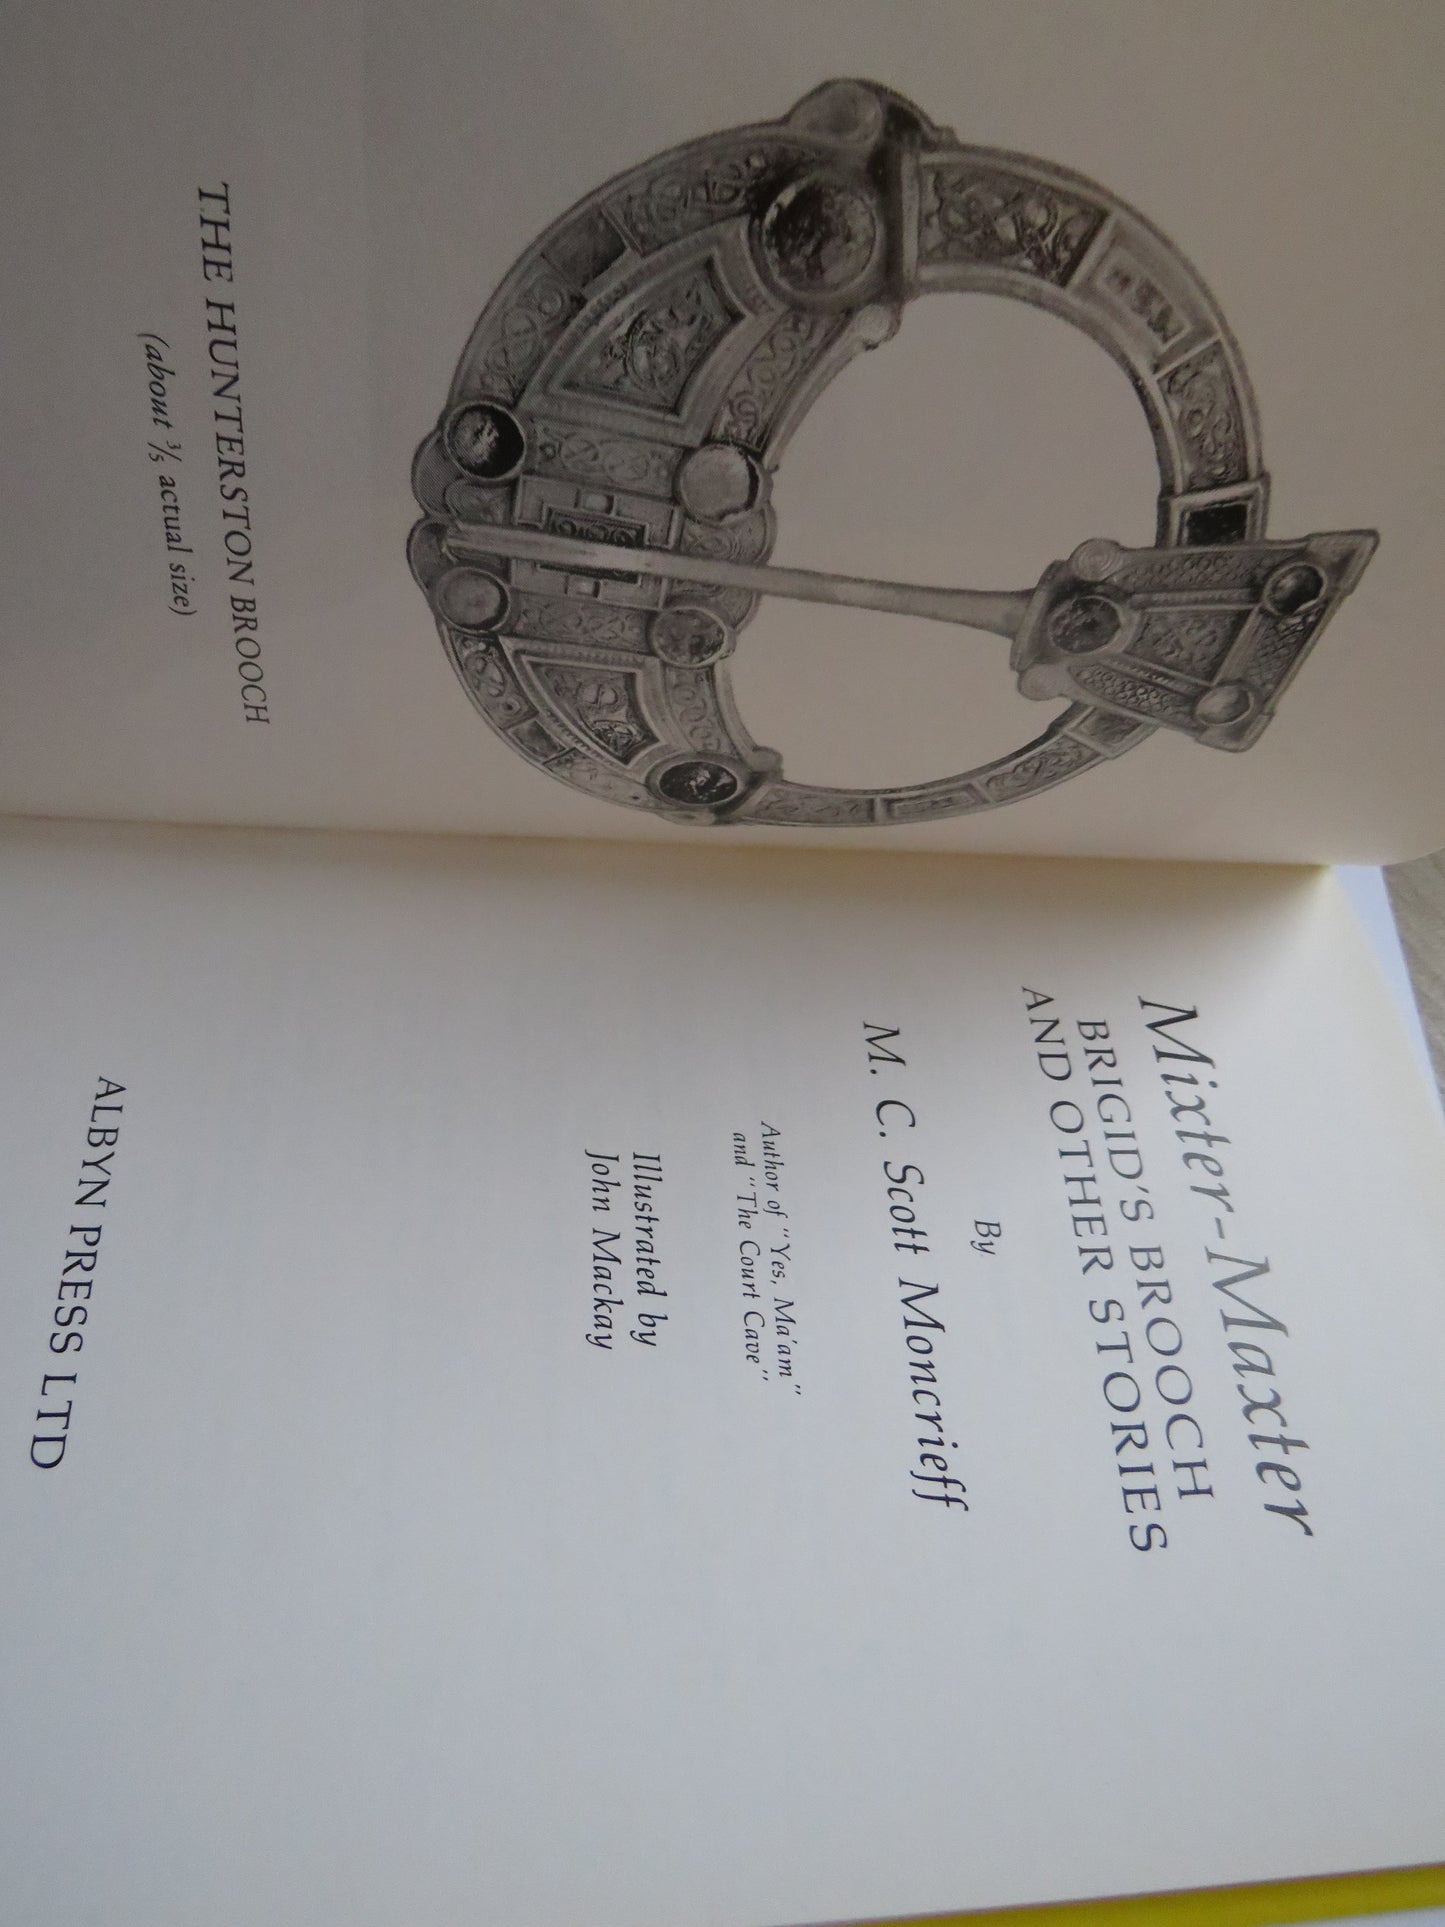 THE HUNTERSTON BROOCH
(about 3/5 actual size)
Mixter-Maxter
BRIGID'S BROOCH
AND OTHER STORIES
By
M. C. Scott Moncrieff
Author of "Yes, Ma'am"
and "The Court Cave"
Illustrated by
John Mackay
ALBYN PRESS LTD